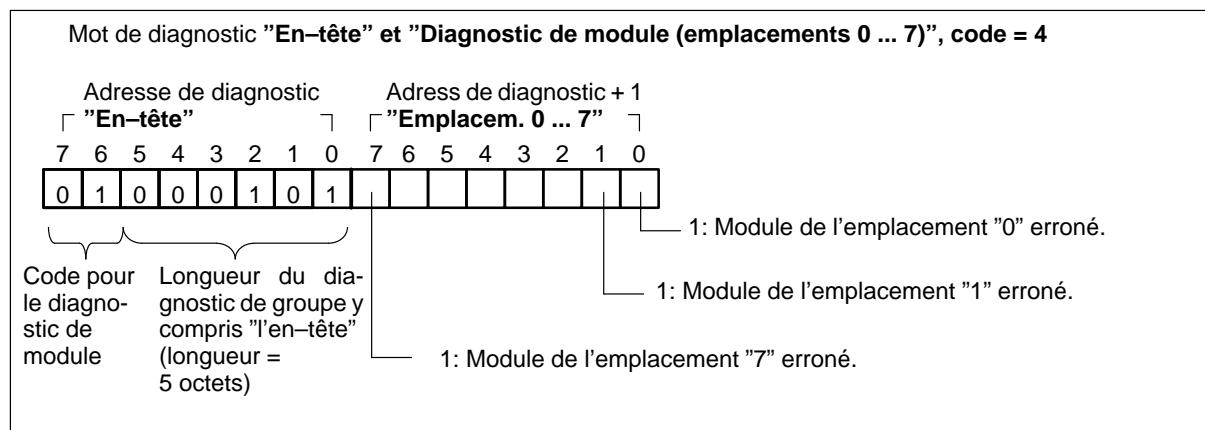 Mot de diagnostic ”En–tête” et ”Diagnostic de module (emplacements 0 ... 7)”, code = 4
Adresse de diagnostic Adress de diagnostic + 1
”En–tête” ”Emplacem. 0 ... 7”
7 6 5 4 3 2 1 0 7 6 5 4 3 2 1 0
0 1 0 0 0 1 0 1
1: Module de l’emplacement ”0” erroné.
1: Module de l’emplacement ”1” erroné.
1: Module de l’emplacement ”7” erroné.
Code pour
le diagno-
stic de
module
Longueur du dia-
gnostic de groupe y
compris ”l’en–tête”
(longueur =
5 octets)